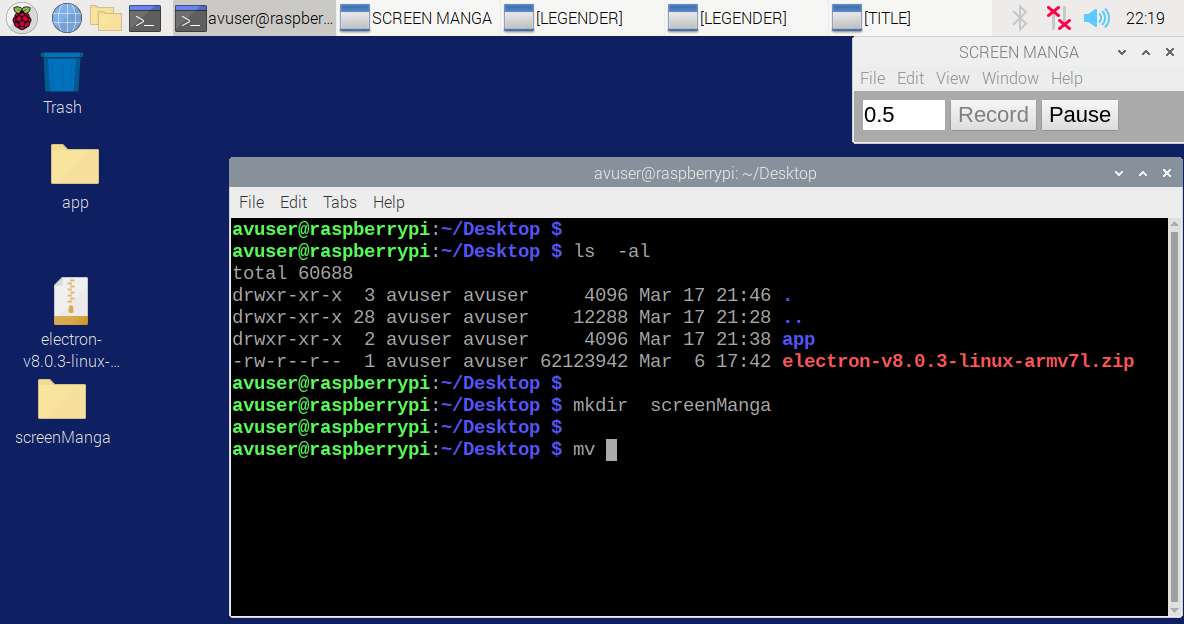 avuser@raspber...
SCREEN MANGA
[LEGENDER]
[LEGENDER]
[TITLE]
22:19
SCREEN MANGA
File Edit View Window Help
0.5 Record Pause
Trash
app
electron-
v8.0.3-linux-...
screenManga
avuser@raspberrypi: ~/Desktop
File Edit Tabs Help
avuser@raspberrypi:~/Desktop $
avuser@raspberrypi:~/Desktop $ ls  -al
total 60688
drwxr-xr-x  3 avuser avuser     4096 Mar 17 21:46 .
drwxr-xr-x 28 avuser avuser    12288 Mar 17 21:28 ..
drwxr-xr-x  2 avuser avuser     4096 Mar 17 21:38 app
-rw-r--r--  1 avuser avuser 62123942 Mar  6 17:42 electron-v8.0.3-linux-armv7l.zip
avuser@raspberrypi:~/Desktop $
avuser@raspberrypi:~/Desktop $ mkdir  screenManga
avuser@raspberrypi:~/Desktop $
avuser@raspberrypi:~/Desktop $ mv